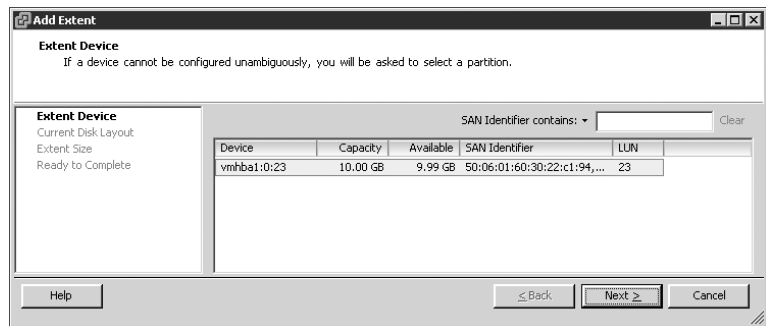 Add Extent
Extent Device
If a device cannot be configured unambiguously, you will be asked to select a partition.
Extent Device
Current Disk Layout
Extent Size
Ready to Complete
SAN Identifier contains:
Clear
Device Capacity Available SAN Identifier LUN
vmhba1:0:23 10.00 GB 9.99 GB 50:06:01:60:30:22:c1:94,... 23
Help
< Back
Next >
Cancel